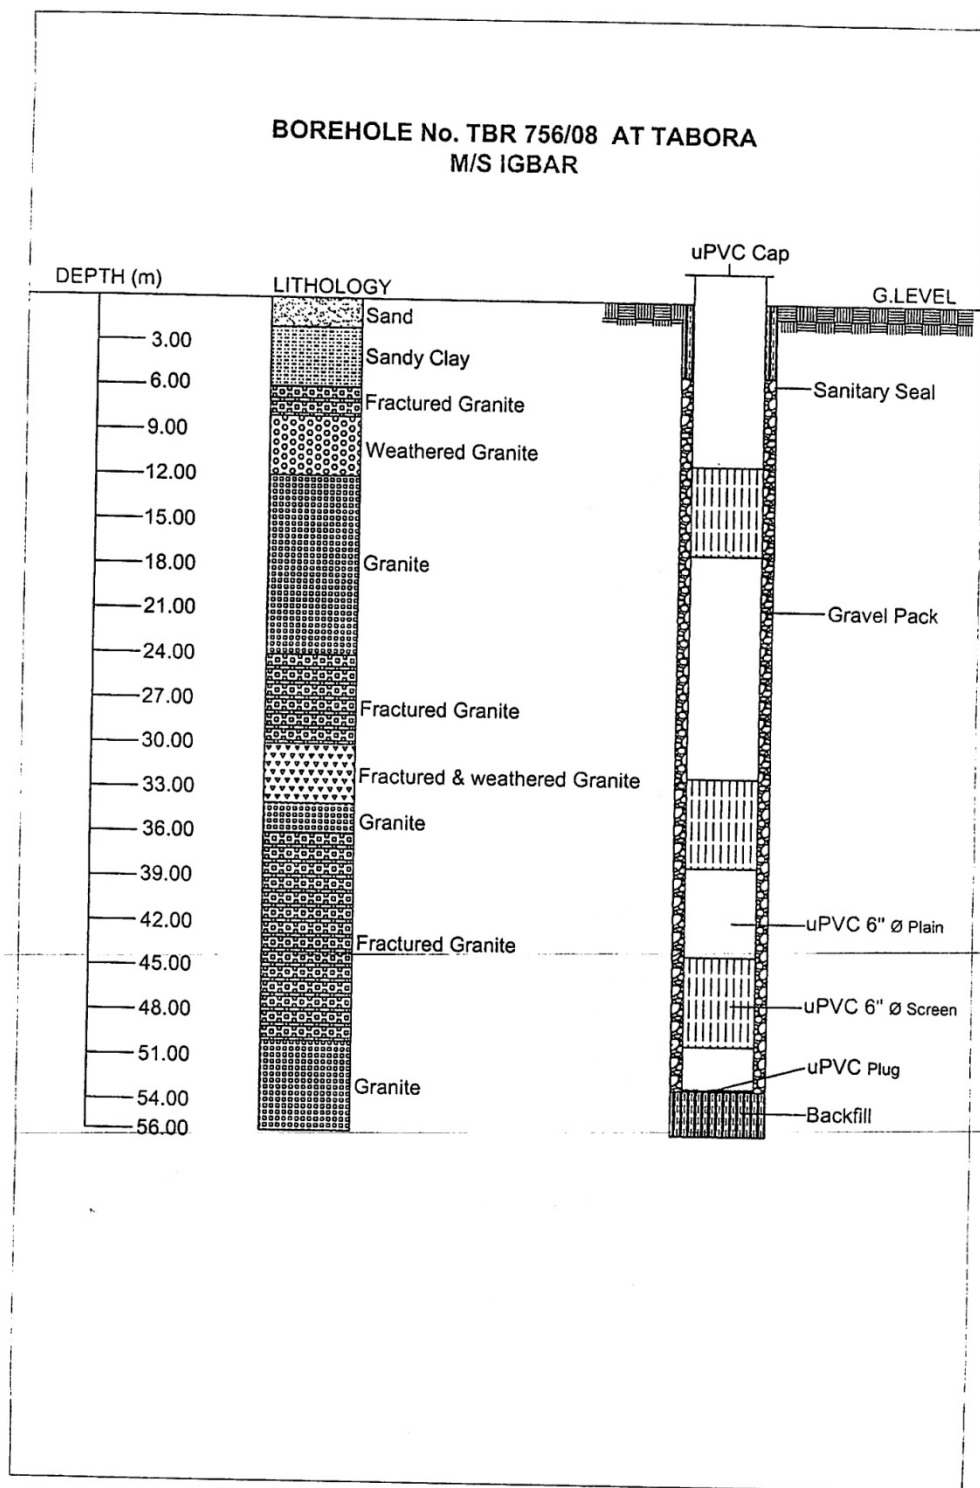 BOREHOLE No. TBR 756/08 AT TABORA
M/S IGBAR
uPVC Cap
DEPTH (m)
LITHOLOGY
G.LEVEL
Sand
3.00
Sandy Clay
6.00
Sanitary Seal
Fractured Granite
9.00
Weathered Granite
12.00
15.00
18.00
Granite
21.00
Gravel Pack
24.00
27.00
Fractured Granite
30.00
33.00
Fractured & weathered Granite
36.00
Granite
39.00
42.00
uPVC 6" Ø Plain
Fractured Granite
45.00
48.00
uPVC 6" Ø Screen
51.00
uPVC Plug
Granite
54.00
Backfill
56.00